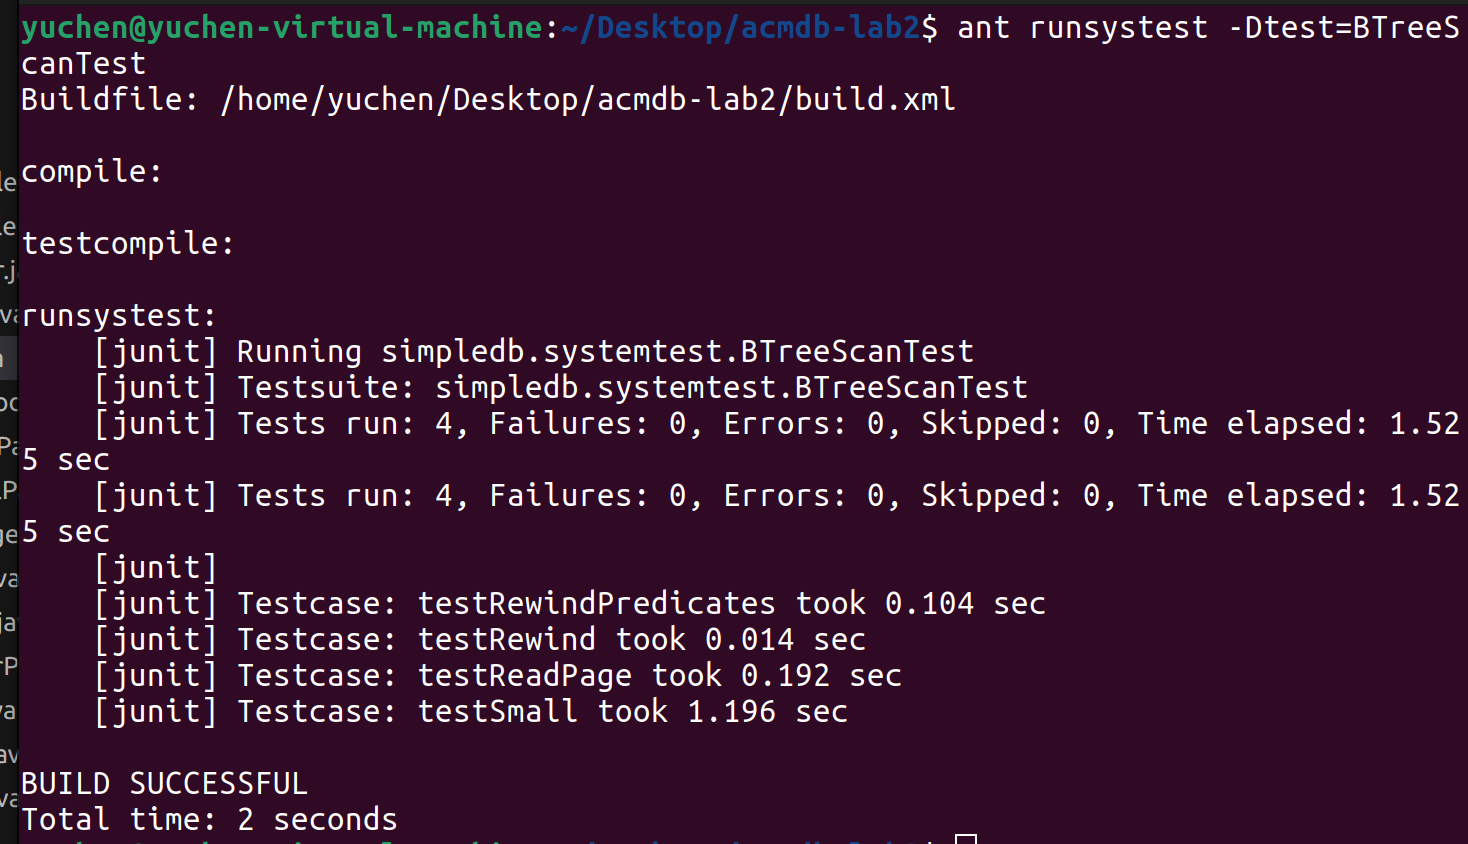 yuchen@yuchen-virtual-machine:~/Desktop/acmdb-lab2$ ant runsystest -Dtest=BTreeS
canTest
Buildfile: /home/yuchen/Desktop/acmdb-lab2/build.xml
compile:
testcompile:
runsystest:
[junit] Running simpledb.systemtest.BTreeScanTest
[junit] Testsuite: simpledb.systemtest.BTreeScanTest
[junit] Tests run: 4, Failures: 0, Errors: 0, Skipped: 0, Time elapsed: 1.52
5 sec
[junit] Tests run: 4, Failures: 0, Errors: 0, Skipped: 0, Time elapsed: 1.52
5 sec
[junit]
[junit] Testcase: testRewindPredicates took 0.104 sec
[junit] Testcase: testRewind took 0.014 sec
[junit] Testcase: testReadPage took 0.192 sec
[junit] Testcase: testSmall took 1.196 sec
BUILD SUCCESSFUL
Total time: 2 seconds